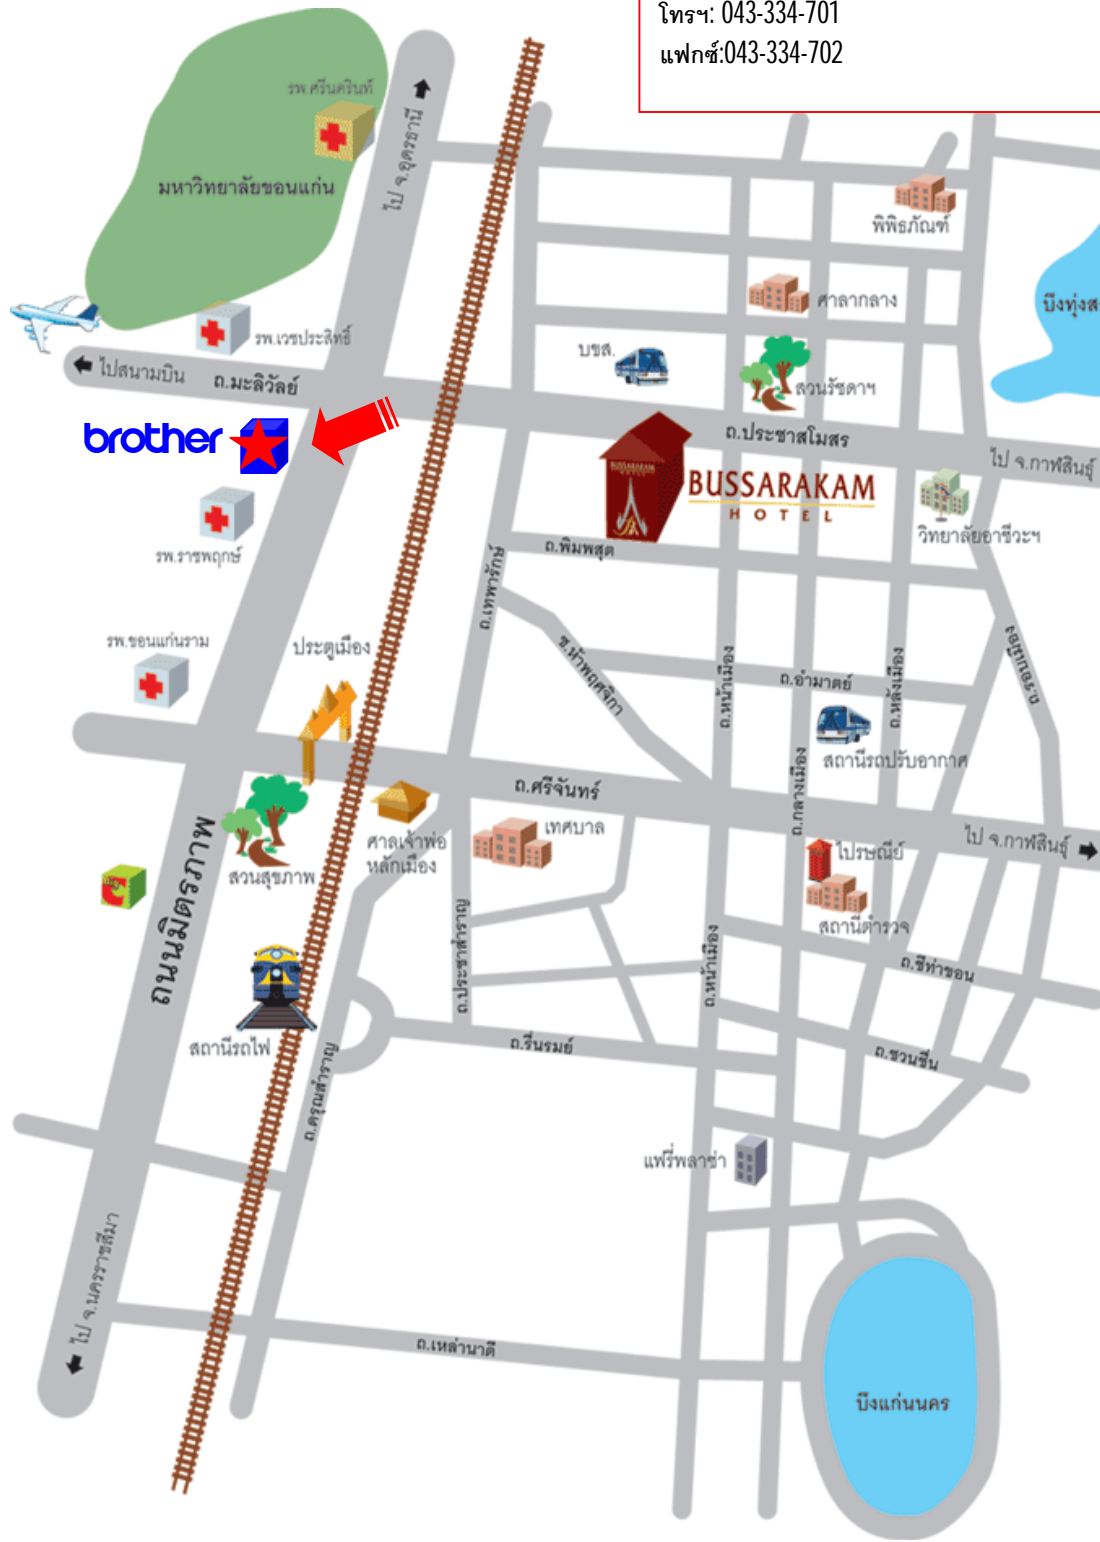 โทรฯ: 043-334-701
แฟกซ์:043-334-702
รพ.ศรีนครินทร์
มหาวิทยาลัยขอนแก่น
ไป จ.อุดรธานี
พิพิธภัณฑ์
ศาลากลาง
บึงทุ่งส
รพ.เวชประสิทธิ์
บขส.
สวนรัชดาฯ
ไปสนามบิน
ถ.มะลิวัลย์
ถ.ประชาสโมสร
brother
ไป จ.กาฬสินธุ์
BUSSARAKAM
HOTEL
BUSSARAKAM
HOTEL
วิทยาลัยอาชีวะฯ
รพ.ราชพฤกษ์
ถ.พิมพสุต
ถ.เทพารักษ์
รพ.ขอนแก่นราม
ประตูเมือง
ซ.ห้าพฤศจิกา
ถ.หน้าเมือง
ถ.อำมาตย์
ถ.หลังเมือง
ถ.รอบเมือง
สถานีรถปรับอากาศ
ถ.ศรีจันทร์
ถ.กลางเมือง
เทศบาล
ศาลเจ้าพ่อ
หลักเมือง
ไปรษณีย์
ไป จ.กาฬสินธุ์
สวนสุขภาพ
ถนนมิตรภาพ
สถานีตำรวจ
ถ.ประชาสำราญ
ถ.หน้าเมือง
ถ.ชีท่าขอน
สถานีรถไฟ
ถ.รื่นรมย์
ถ.ชวนชื่น
ถ.ดรุณสำราญ
แฟรี่พลาซ่า
ไป จ.นครราชสีมา
ถ.เหล่านาดี
บึงแก่นนคร